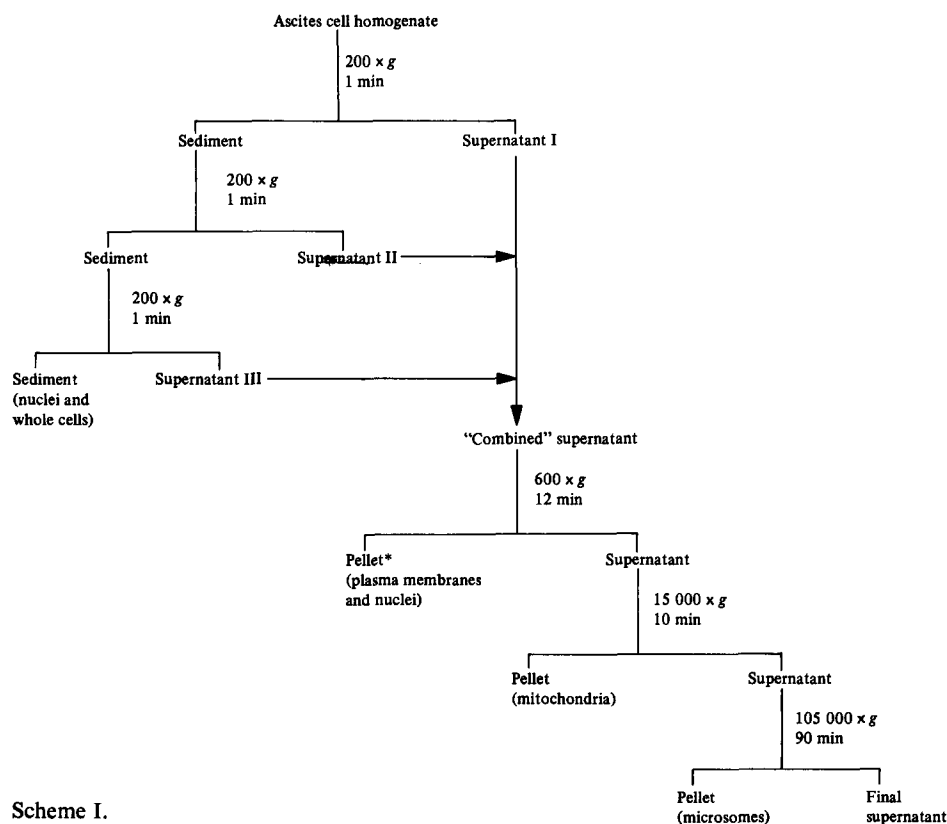 Ascites cell homogenate
200 × g
1 min
Sediment
Supernatant I
200 × g
1 min
Sediment
Supernatant II
200 × g
1 min
Sediment
(nuclei and
whole cells)
Supernatant III
“Combined” supernatant
600 × g
12 min
Pellet*
(plasma membranes
and nuclei)
Supernatant
15 000 × g
10 min
Pellet
(mitochondria)
Supernatant
105 000 × g
90 min
Pellet
(microsomes)
Final
supernatant
Scheme I.